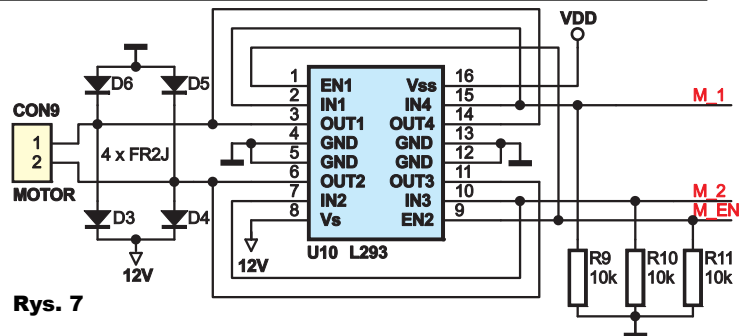 VDD
D6
D5
CON9
1
2
MOTOR
4 x FR2J
D3
D4
12V
1 EN1 Vss 16
2 IN1 IN4 15
3 OUT1 OUT4 14
4 GND GND 13
5 GND GND 12
6 OUT2 OUT3 11
7 IN2 IN3 10
8 Vs EN2 9
12V
U10 L293
M_1
M_2
M_EN
R9
10k
R10
10k
R11
10k
Rys. 7